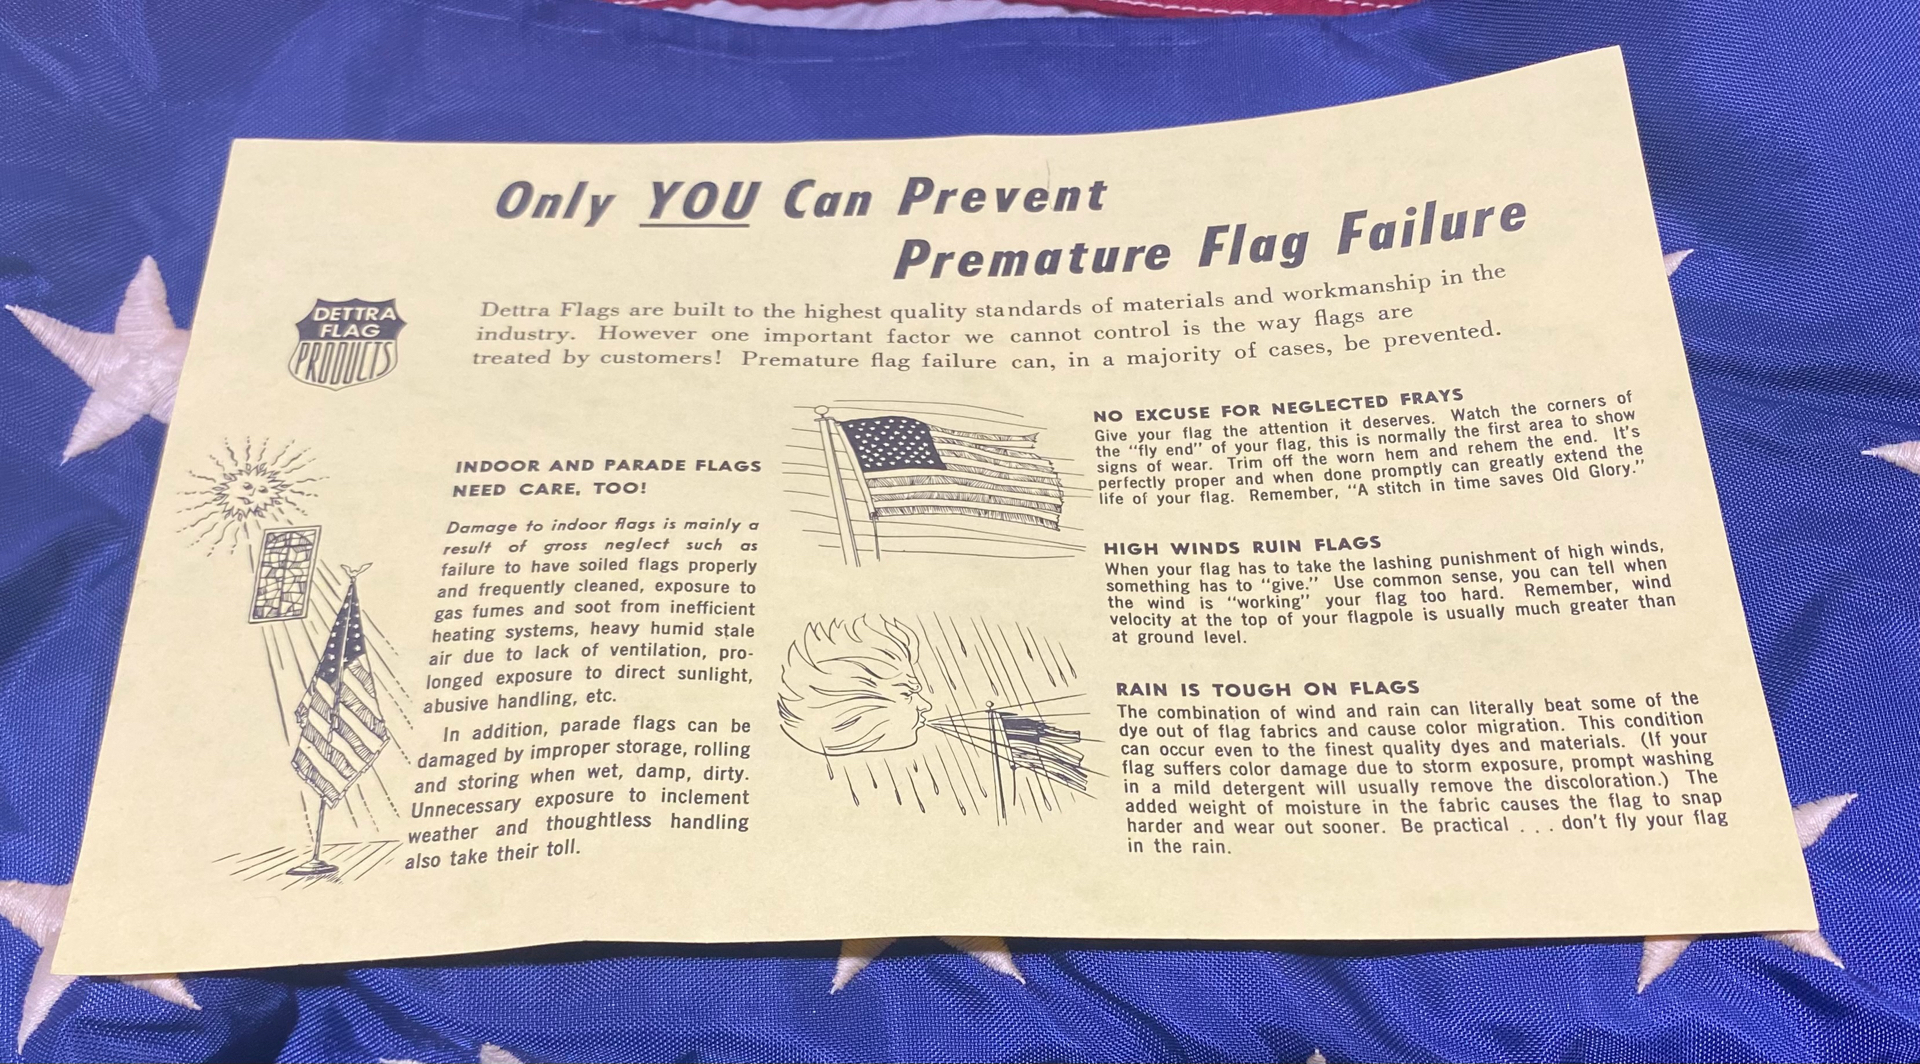 Only YOU Can Prevent
Premature Flag Failure
DETTRA
FLAG
PRODUCTS
Dettra Flags are built to the highest quality standards of materials and workmanship in the
industry. However one important factor we cannot control is the way flags are
treated by customers! Premature flag failure can, in a majority of cases, be prevented.
INDOOR AND PARADE FLAGS
NEED CARE, TOO!
Damage to indoor flags is mainly a
result of gross neglect such as
failure to have soiled flags properly
and frequently cleaned, exposure to
gas fumes and soot from inefficient
heating systems, heavy humid stale
air due to lack of ventilation, pro-
longed exposure to direct sunlight,
abusive handling, etc.
In addition, parade flags can be
damaged by improper storage, rolling
and storing when wet, damp, dirty.
Unnecessary exposure to inclement
weather and thoughtless handling
also take their toll.
NO EXCUSE FOR NEGLECTED FRAYS
Give your flag the attention it deserves. Watch the corners of
the "fly end" of your flag, this is normally the first area to show
signs of wear. Trim off the worn hem and rehem the end. It's
perfectly proper and when done promptly can greatly extend the
life of your flag. Remember, "A stitch in time saves Old Glory."
HIGH WINDS RUIN FLAGS
When your flag has to take the lashing punishment of high winds,
something has to "give." Use common sense, you can tell when
the wind is "working" your flag too hard. Remember, wind
velocity at the top of your flagpole is usually much greater than
at ground level.
RAIN IS TOUGH ON FLAGS
The combination of wind and rain can literally beat some of the
dye out of flag fabrics and cause color migration. This condition
can occur even to the finest quality dyes and materials. (If your
flag suffers color damage due to storm exposure, prompt washing
in a mild detergent will usually remove the discoloration.) The
added weight of moisture in the fabric causes the flag to snap
harder and wear out sooner. Be practical . . . don't fly your flag
in the rain.